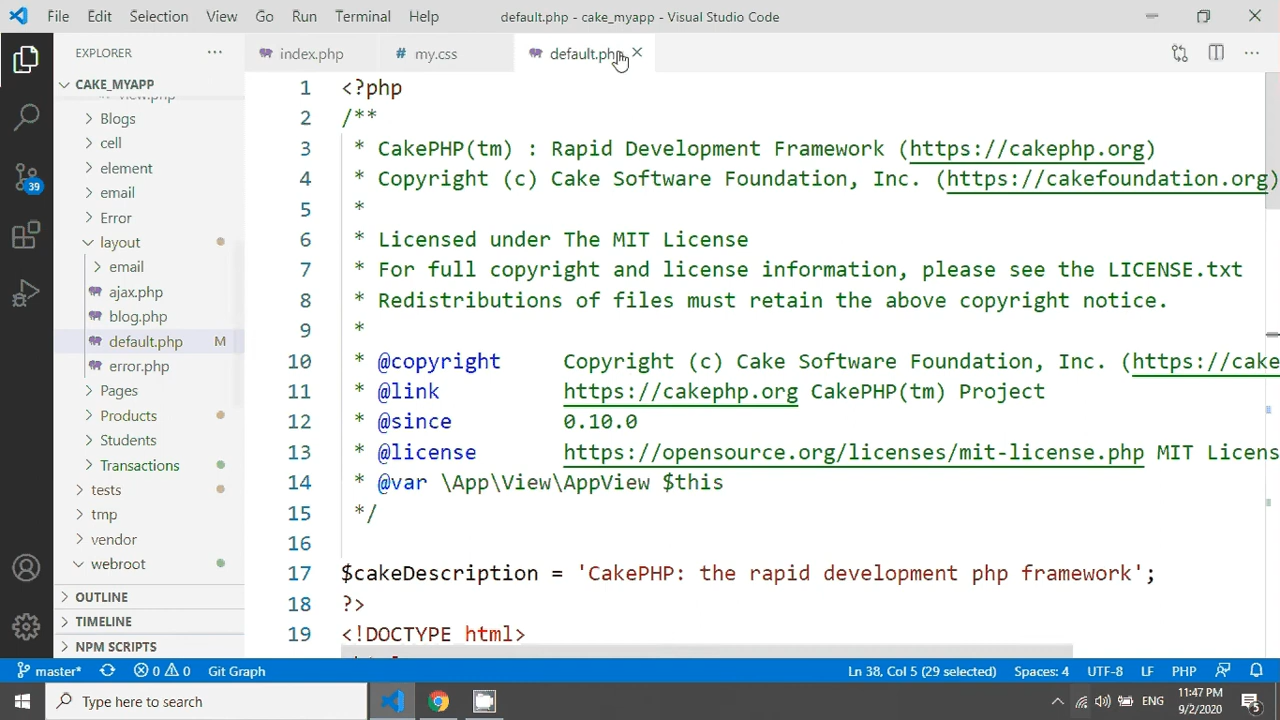 File Edit Selection View Go Run Terminal Help default.php - cake_myapp - Visual Studio Code
EXPLORER ··· index.php # my.css default.php ···
CAKE_MYAPP
view.php
Blogs
cell
element
email
Error
layout
email
ajax.php
blog.php
default.php M
error.php
Pages
Products
Students
Transactions
tests
tmp
vendor
webroot
OUTLINE
TIMELINE
NPM SCRIPTS
39
1 <?php
2 /**
3 * CakePHP(tm) : Rapid Development Framework (https://cakephp.org)
4 * Copyright (c) Cake Software Foundation, Inc. (https://cakefoundation.org)
5 *
6 * Licensed under The MIT License
7 * For full copyright and license information, please see the LICENSE.txt
8 * Redistributions of files must retain the above copyright notice.
9 *
10 * @copyright Copyright (c) Cake Software Foundation, Inc. (https://cake
11 * @link https://cakephp.org CakePHP(tm) Project
12 * @since 0.10.0
13 * @license https://opensource.org/licenses/mit-license.php MIT Licens
14 * @var \App\View\AppView $this
15 */
16
17 $cakeDescription = 'CakePHP: the rapid development php framework';
18 ?>
19 <!DOCTYPE html>
master* 0 0 Git Graph Ln 38, Col 5 (29 selected) Spaces: 4 UTF-8 LF PHP
Type here to search ENG 11:47 PM
9/2/2020 5